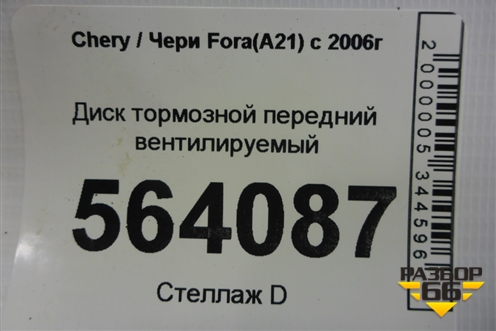 Chery / Чери Fora(A21) с 2006г
Диск тормозной передний
вентилируемый
564087
Стеллаж D
2000005344596
РАЗБОР
66